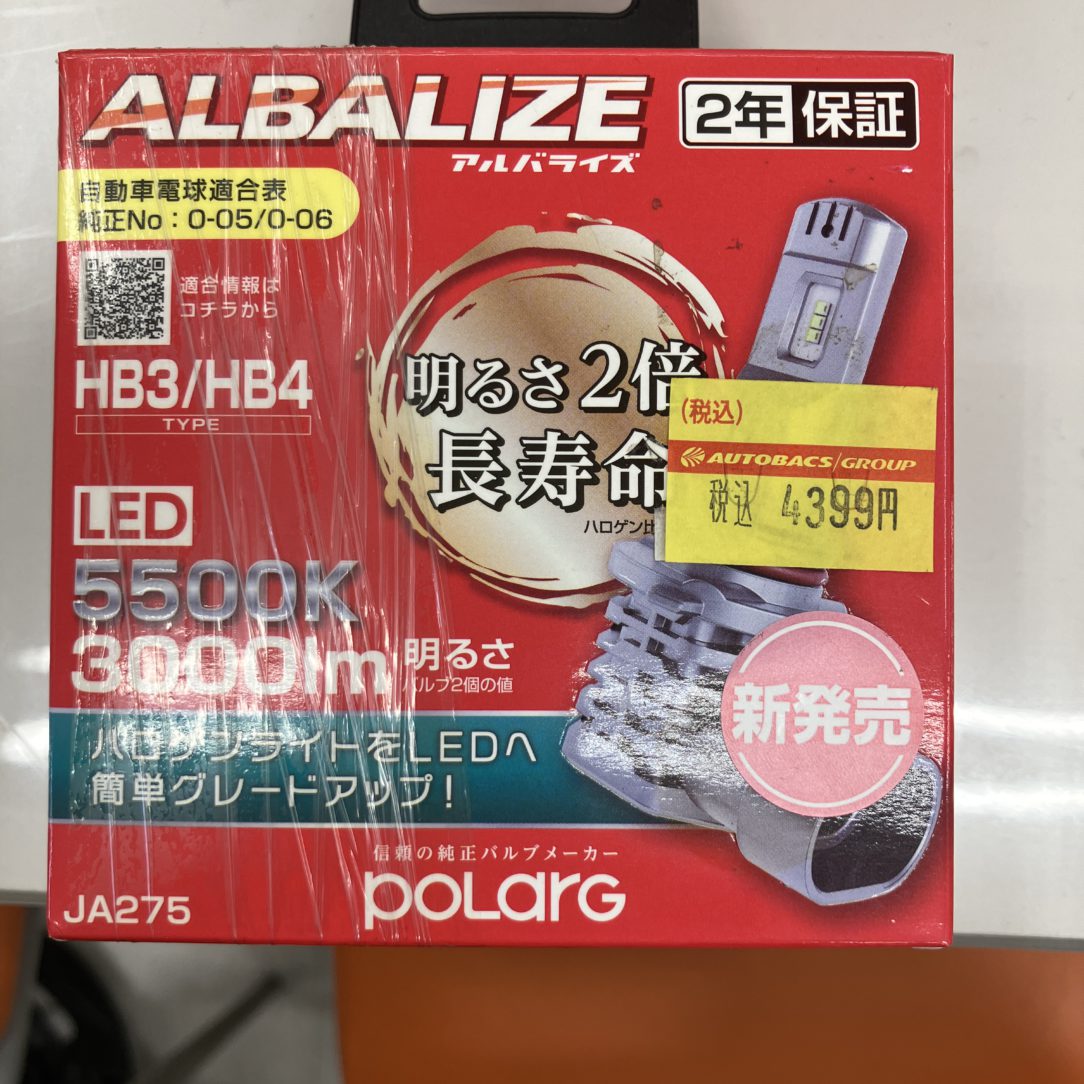 ALBALIZE
アルバライズ
2年保証
自動車電球適合表
純正No：0-05/0-06
適合情報は
コチラから
HB3/HB4
TYPE
明るさ2倍
長寿命
ハロゲン比
(税込)
AUTOBACS/GROUP
税込 4399円
LED
5500K
3000lm
明るさ
バルブ2個の値
新発売
ハロゲンライトをLEDへ
簡単グレードアップ！
信頼の純正バルブメーカー
POLarG
JA275